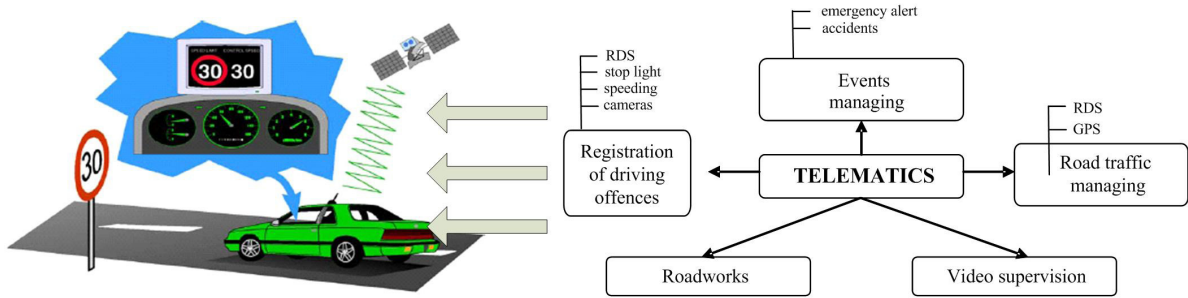 30 30
30
RDS
stop light
speeding
cameras
Registration
of driving
offences
emergency alert
accidents
Events
managing
TELEMATICS
RDS
GPS
Road traffic
managing
Roadworks
Video supervision